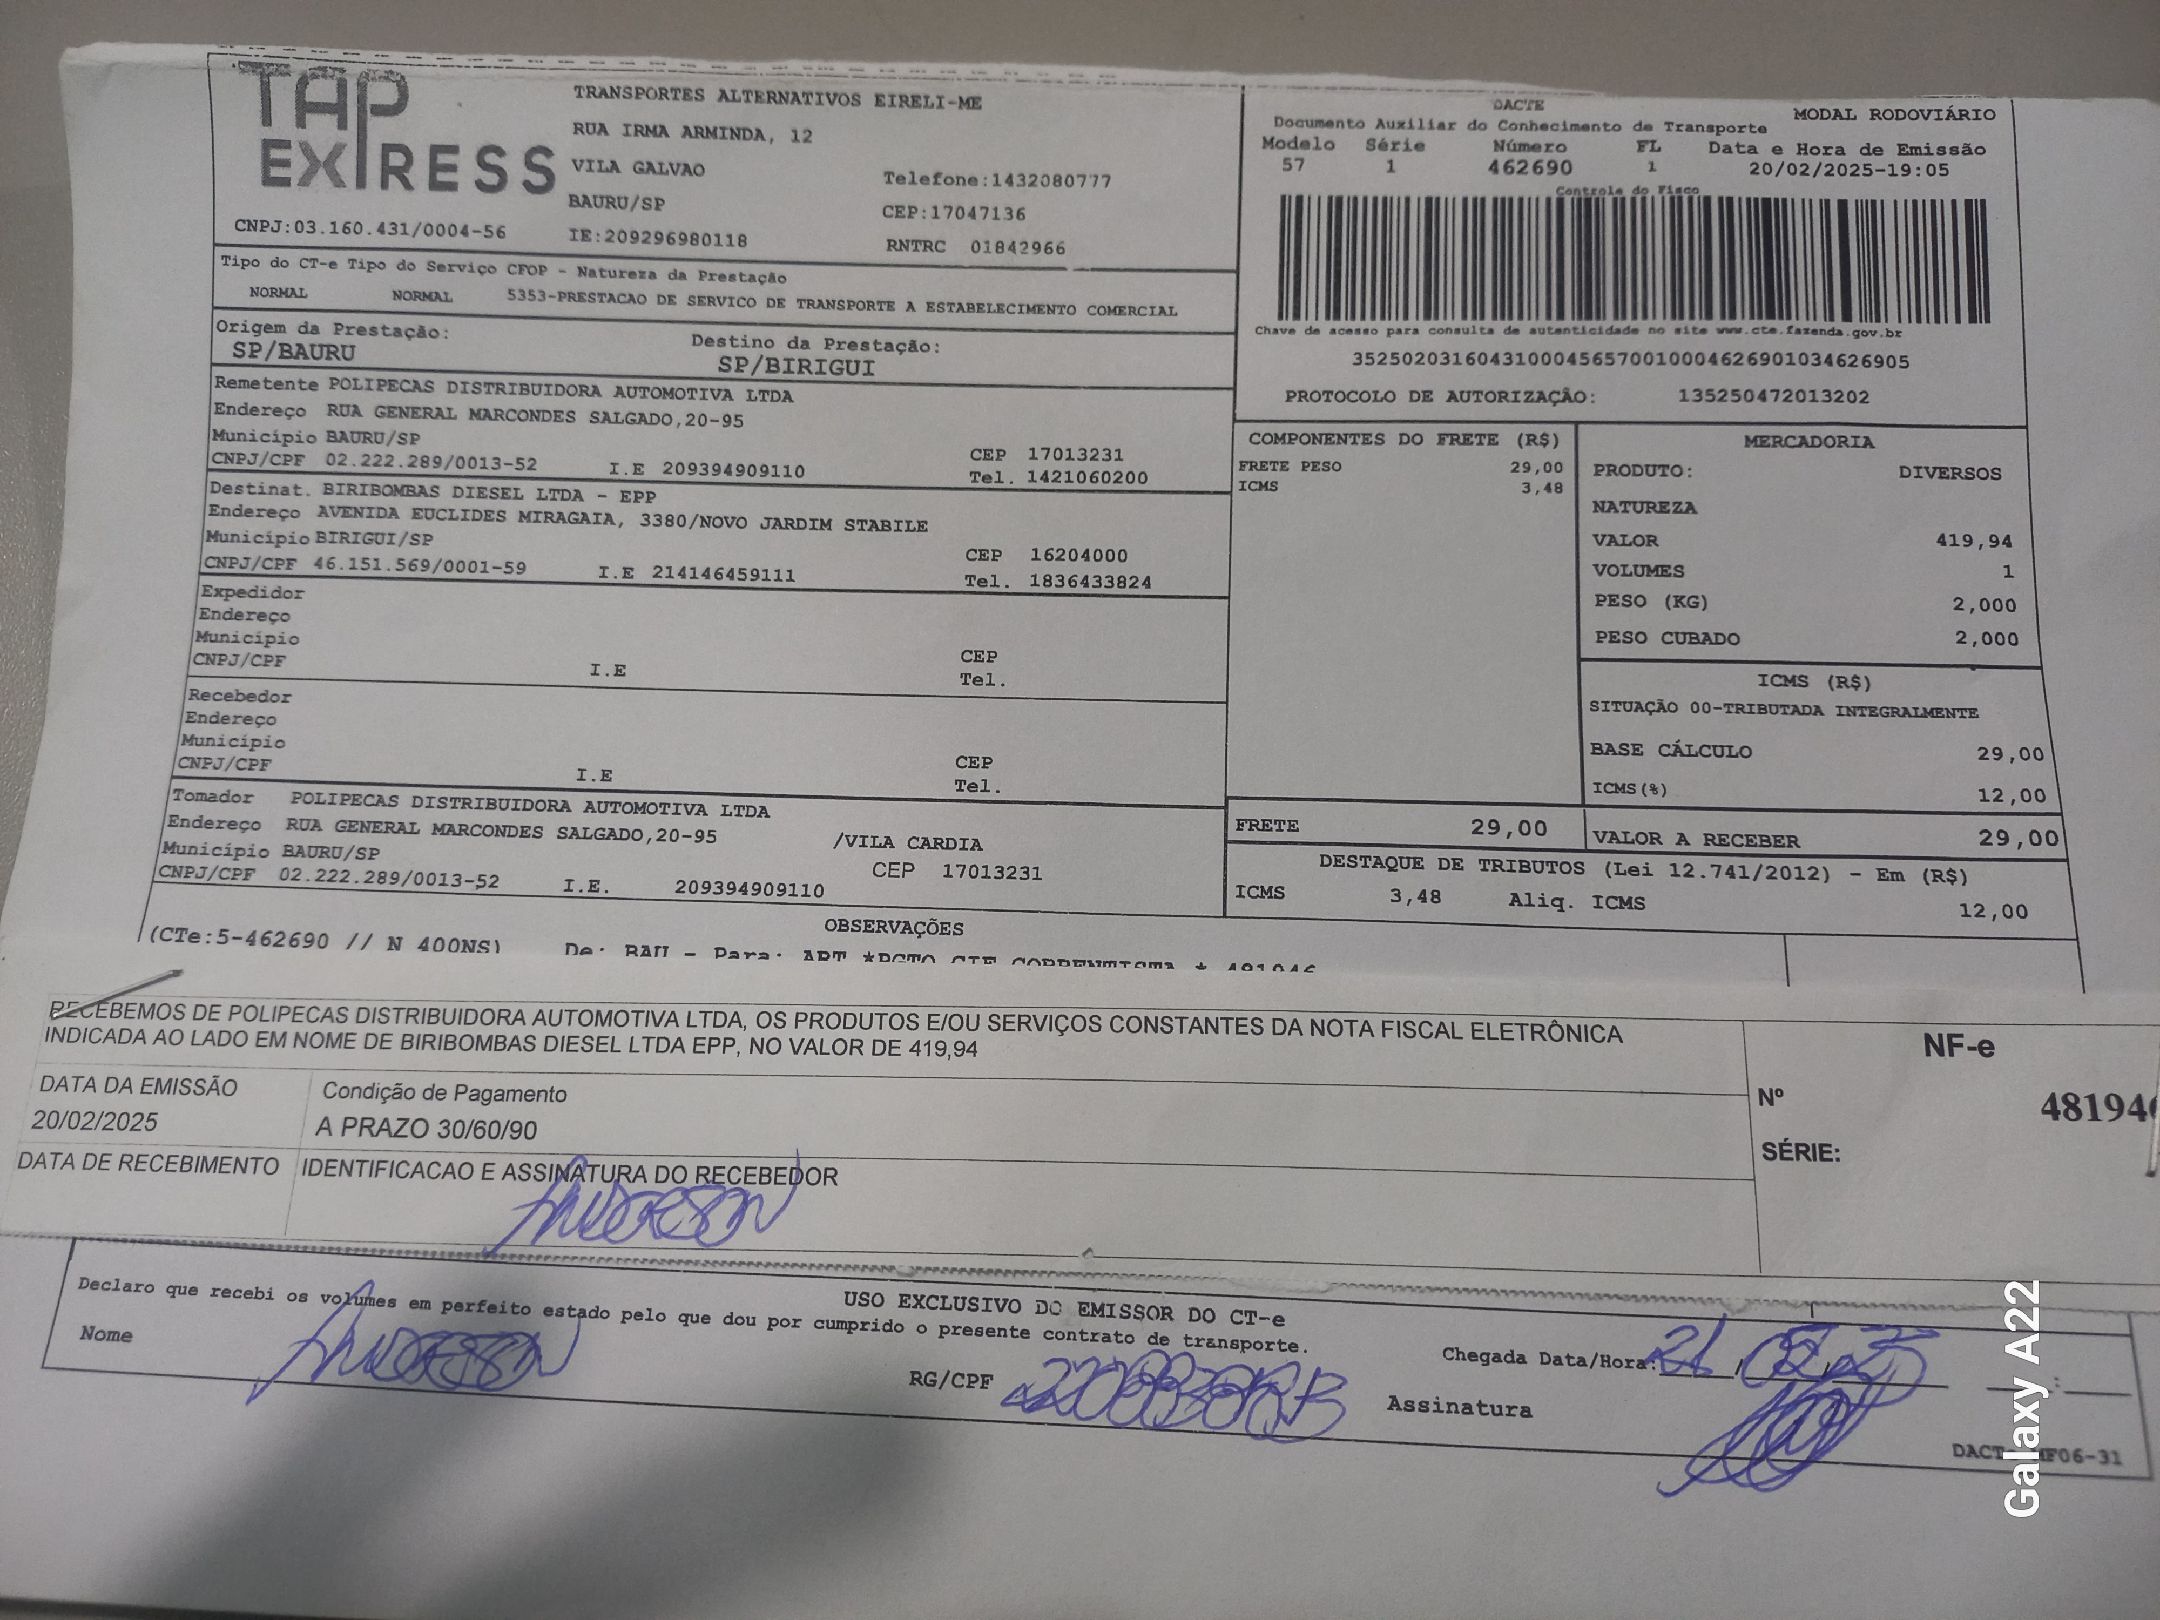 TAP EXPRESS
TRANSPORTES ALTERNATIVOS EIRELI-ME
RUA IRMA ARMINDA, 12
VILA GALVAO
Telefone:1432080777
BAURU/SP
CEP:17047136
CNPJ:03.160.431/0004-56
IE:209296980118
RNTRC 01842966
DACTE
MODAL RODOVIÁRIO
Documento Auxiliar do Conhecimento de Transporte
Modelo Série Número FL Data e Hora de Emissão
57 1 462690 1 20/02/2025-19:05
Controle do Fisco
Chave de acesso para consulta de autenticidade no site www.cte.fazenda.gov.br
35250203160431000456570010004626901034626905
PROTOCOLO DE AUTORIZAÇÃO: 135250472013202
Tipo do CT-e Tipo do Serviço CFOP - Natureza da Prestação
NORMAL NORMAL 5353-PRESTACAO DE SERVICO DE TRANSPORTE A ESTABELECIMENTO COMERCIAL
Origem da Prestação: Destino da Prestação:
SP/BAURU SP/BIRIGUI
Remetente POLIPECAS DISTRIBUIDORA AUTOMOTIVA LTDA
Endereço RUA GENERAL MARCONDES SALGADO,20-95
Município BAURU/SP CEP 17013231
CNPJ/CPF 02.222.289/0013-52 I.E 209394909110 Tel. 1421060200
Destinat. BIRIBOMBAS DIESEL LTDA - EPP
Endereço AVENIDA EUCLIDES MIRAGAIA, 3380/NOVO JARDIM STABILE
Município BIRIGUI/SP CEP 16204000
CNPJ/CPF 46.151.569/0001-59 I.E 214146459111 Tel. 1836433824
Expedidor
Endereço
Município CEP
CNPJ/CPF I.E Tel.
Recebedor
Endereço
Município CEP
CNPJ/CPF I.E Tel.
Tomador POLIPECAS DISTRIBUIDORA AUTOMOTIVA LTDA
Endereço RUA GENERAL MARCONDES SALGADO,20-95 /VILA CARDIA
Município BAURU/SP CEP 17013231
CNPJ/CPF 02.222.289/0013-52 I.E. 209394909110
COMPONENTES DO FRETE (R$)
FRETE PESO 29,00
ICMS 3,48
MERCADORIA
PRODUTO: DIVERSOS
NATUREZA
VALOR 419,94
VOLUMES 1
PESO (KG) 2,000
PESO CUBADO 2,000
ICMS (R$)
SITUAÇÃO 00-TRIBUTADA INTEGRALMENTE
BASE CÁLCULO 29,00
ICMS(%) 12,00
FRETE 29,00 VALOR A RECEBER 29,00
DESTAQUE DE TRIBUTOS (Lei 12.741/2012) - Em (R$)
ICMS 3,48 Aliq. ICMS 12,00
OBSERVAÇÕES
(CTe:5-462690 // N 400NS) De: BAU - Para: ART *PGTO CIF CORRENTISTA * 481946
RECEBEMOS DE POLIPECAS DISTRIBUIDORA AUTOMOTIVA LTDA, OS PRODUTOS E/OU SERVIÇOS CONSTANTES DA NOTA FISCAL ELETRÔNICA
INDICADA AO LADO EM NOME DE BIRIBOMBAS DIESEL LTDA EPP, NO VALOR DE 419,94
NF-e
Nº 481946
SÉRIE:
DATA DA EMISSÃO Condição de Pagamento
20/02/2025 A PRAZO 30/60/90
DATA DE RECEBIMENTO IDENTIFICACAO E ASSINATURA DO RECEBEDOR
ANDERSON
USO EXCLUSIVO DO EMISSOR DO CT-e
Declaro que recebi os volumes em perfeito estado pelo que dou por cumprido o presente contrato de transporte.
Nome ANDERSON RG/CPF
Chegada Data/Hora: 21/02/25 :
Assinatura
Galaxy A22